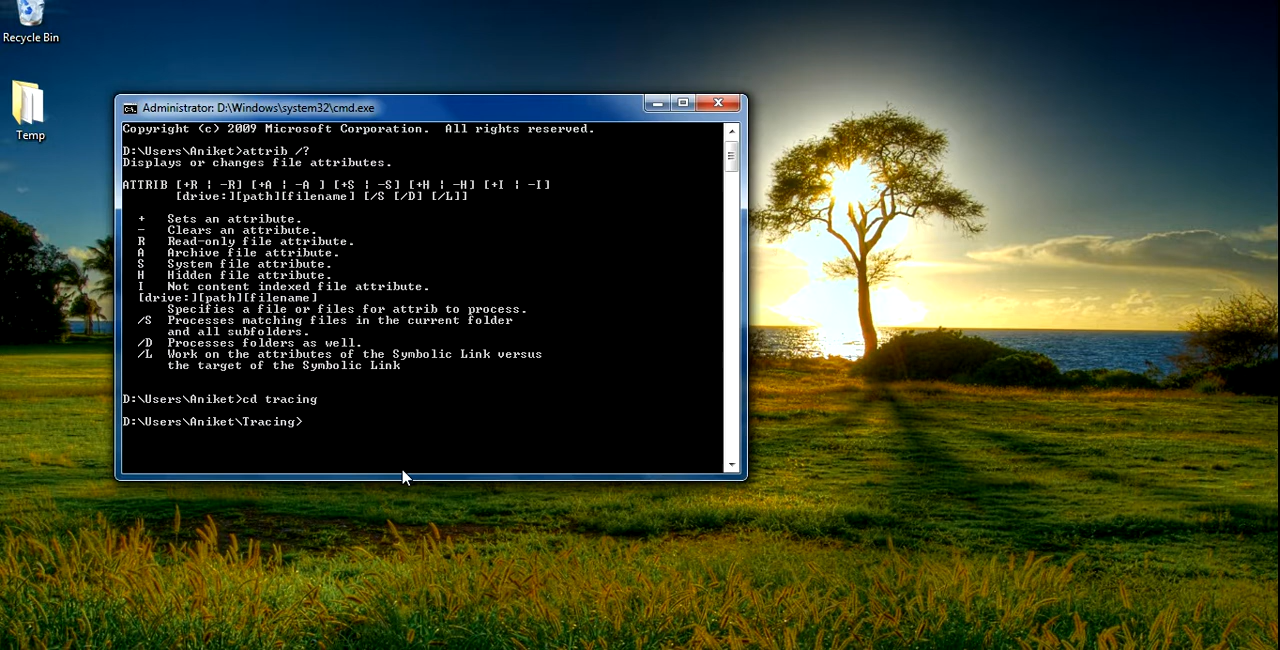 Recycle Bin
Temp
Administrator: D:\Windows\system32\cmd.exe
Copyright (c) 2009 Microsoft Corporation.  All rights reserved.
D:\Users\Aniket>attrib /?
Displays or changes file attributes.
ATTRIB [+R ¦ -R] [+A ¦ -A ] [+S ¦ -S] [+H ¦ -H] [+I ¦ -I]
[drive:][path][filename] [/S [/D] [/L]]
+   Sets an attribute.
-   Clears an attribute.
R   Read-only file attribute.
A   Archive file attribute.
S   System file attribute.
H   Hidden file attribute.
I   Not content indexed file attribute.
[drive:][path][filename]
Specifies a file or files for attrib to process.
/S  Processes matching files in the current folder
and all subfolders.
/D  Processes folders as well.
/L  Work on the attributes of the Symbolic Link versus
the target of the Symbolic Link
D:\Users\Aniket>cd tracing
D:\Users\Aniket\Tracing>